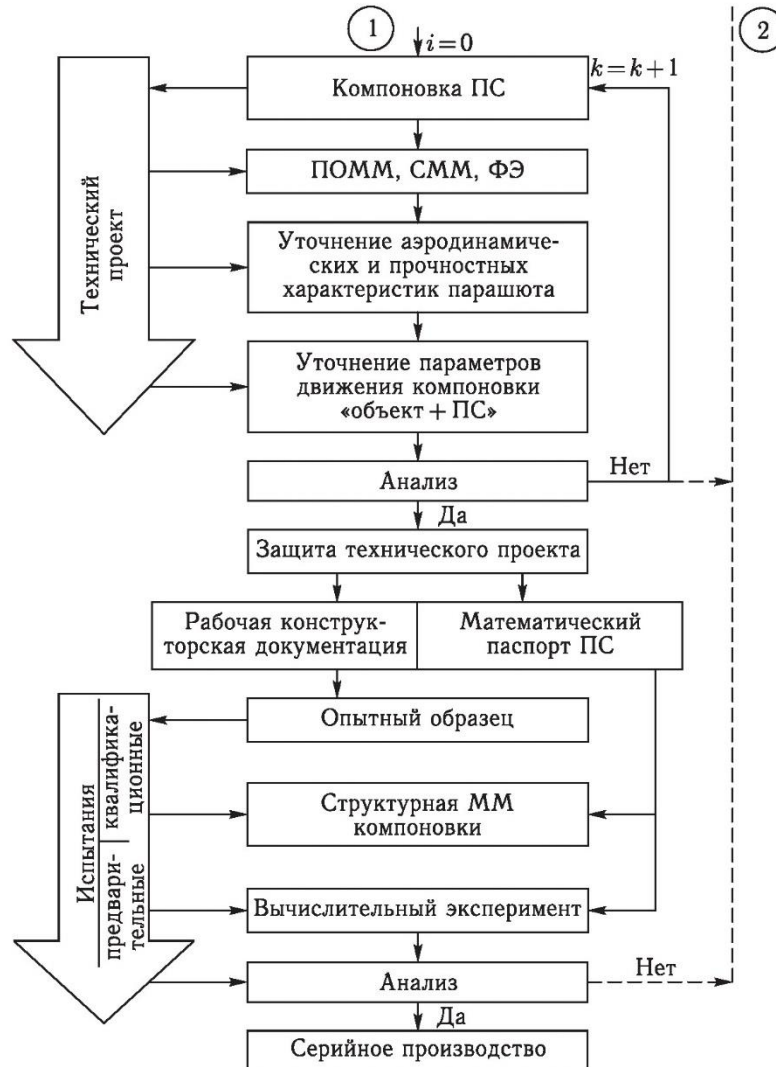 1
2
i=0
k=k+1
Компоновка ПС
Технический
проект
ПОММ, СММ, ФЭ
Уточнение аэродинамиче-
ских и прочностных
характеристик парашюта
Уточнение параметров
движения компоновки
«объект + ПС»
Анализ
Нет
Да
Защита технического проекта
Рабочая конструк-
торская документация
Математический
паспорт ПС
Опытный образец
Испытания
квалифика-
ционные
предвари-
тельные
Структурная ММ
компоновки
Вычислительный эксперимент
Анализ
Нет
Да
Серийное производство